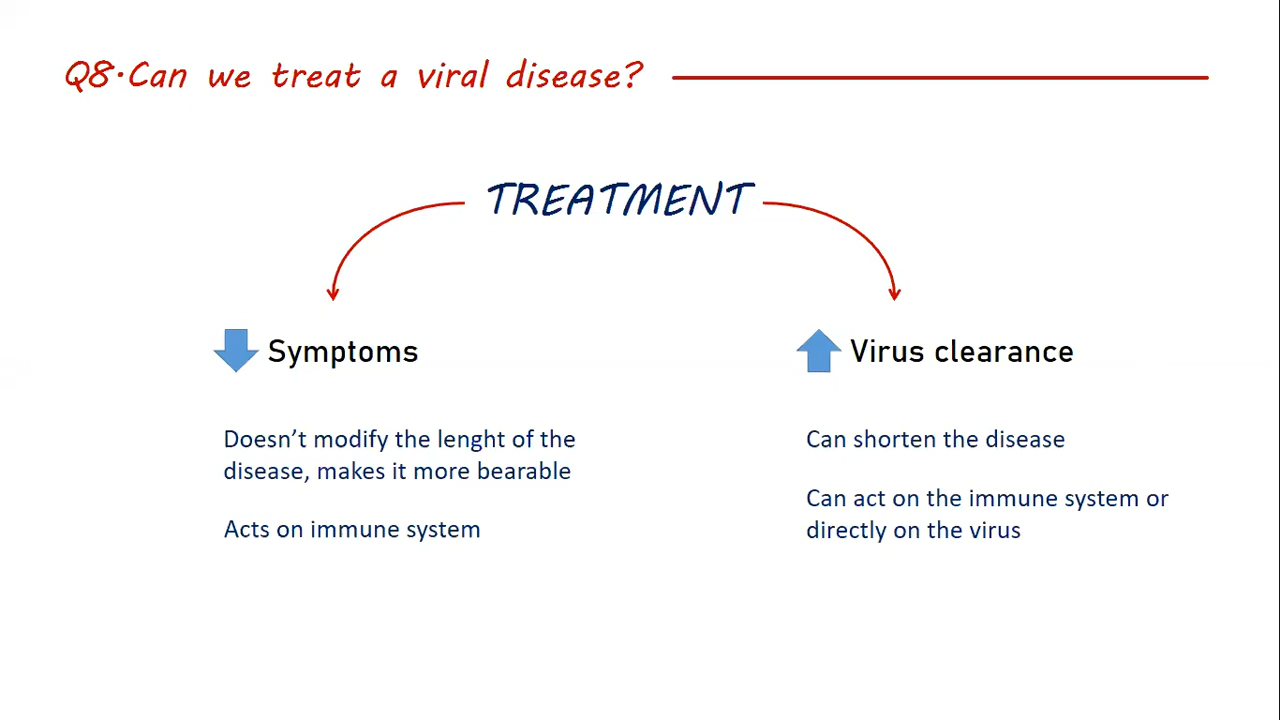 Q8·Can we treat a viral disease?
TREATMENT
Symptoms
Doesn’t modify the lenght of the
disease, makes it more bearable
Acts on immune system
Virus clearance
Can shorten the disease
Can act on the immune system or
directly on the virus